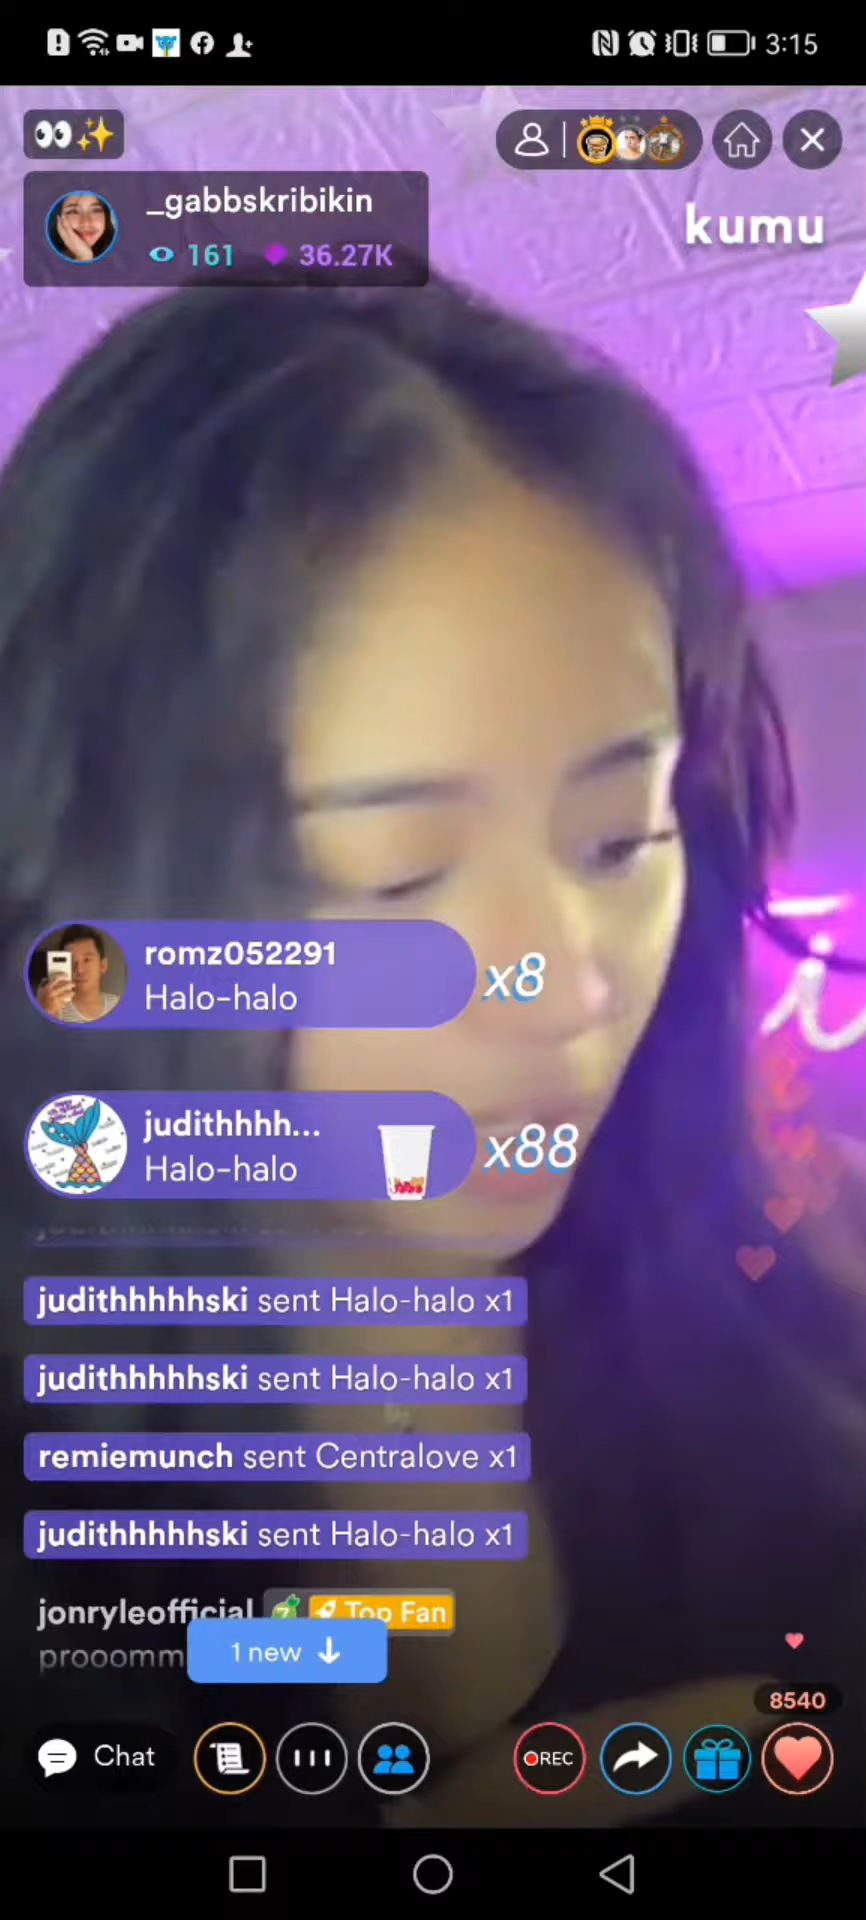 3:15
_gabbskribikin
161 36.27K
kumu
romz052291
Halo-halo
x8
judithhhh...
Halo-halo
x88
judithhhhhski sent Halo-halo x1
judithhhhhski sent Halo-halo x1
remiemunch sent Centralove x1
judithhhhhski sent Halo-halo x1
jonryleofficial 7 Top Fan
prooomm
1 new
8540
Chat
REC